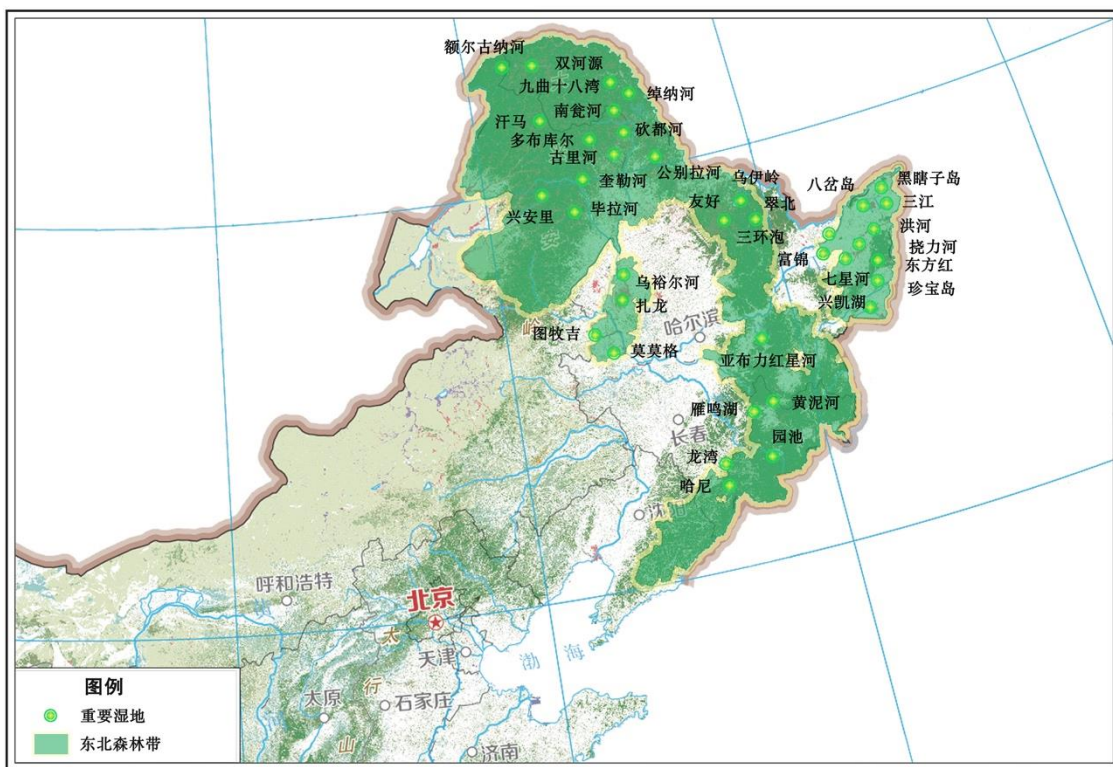 额尔古纳河
双河源
九曲十八湾
绰纳河
南瓮河
汗马
砍都河
多布库尔
古里河
公别拉河
乌伊岭
奎勒河
友好
翠北
八岔岛
黑瞎子岛
三江
兴安里
毕拉河
三环泡
洪河
挠力河
富锦
东方红
七星河
珍宝岛
兴凯湖
乌裕尔河
扎龙
岭
图牧吉
莫莫格
哈尔滨
亚布力红星河
雁鸣湖
黄泥河
长春
园池
龙湾
哈尼
沈阳
呼和浩特
北京
太
天津
渤海
行
太原
石家庄
山
济南
图例
重要湿地
东北森林带